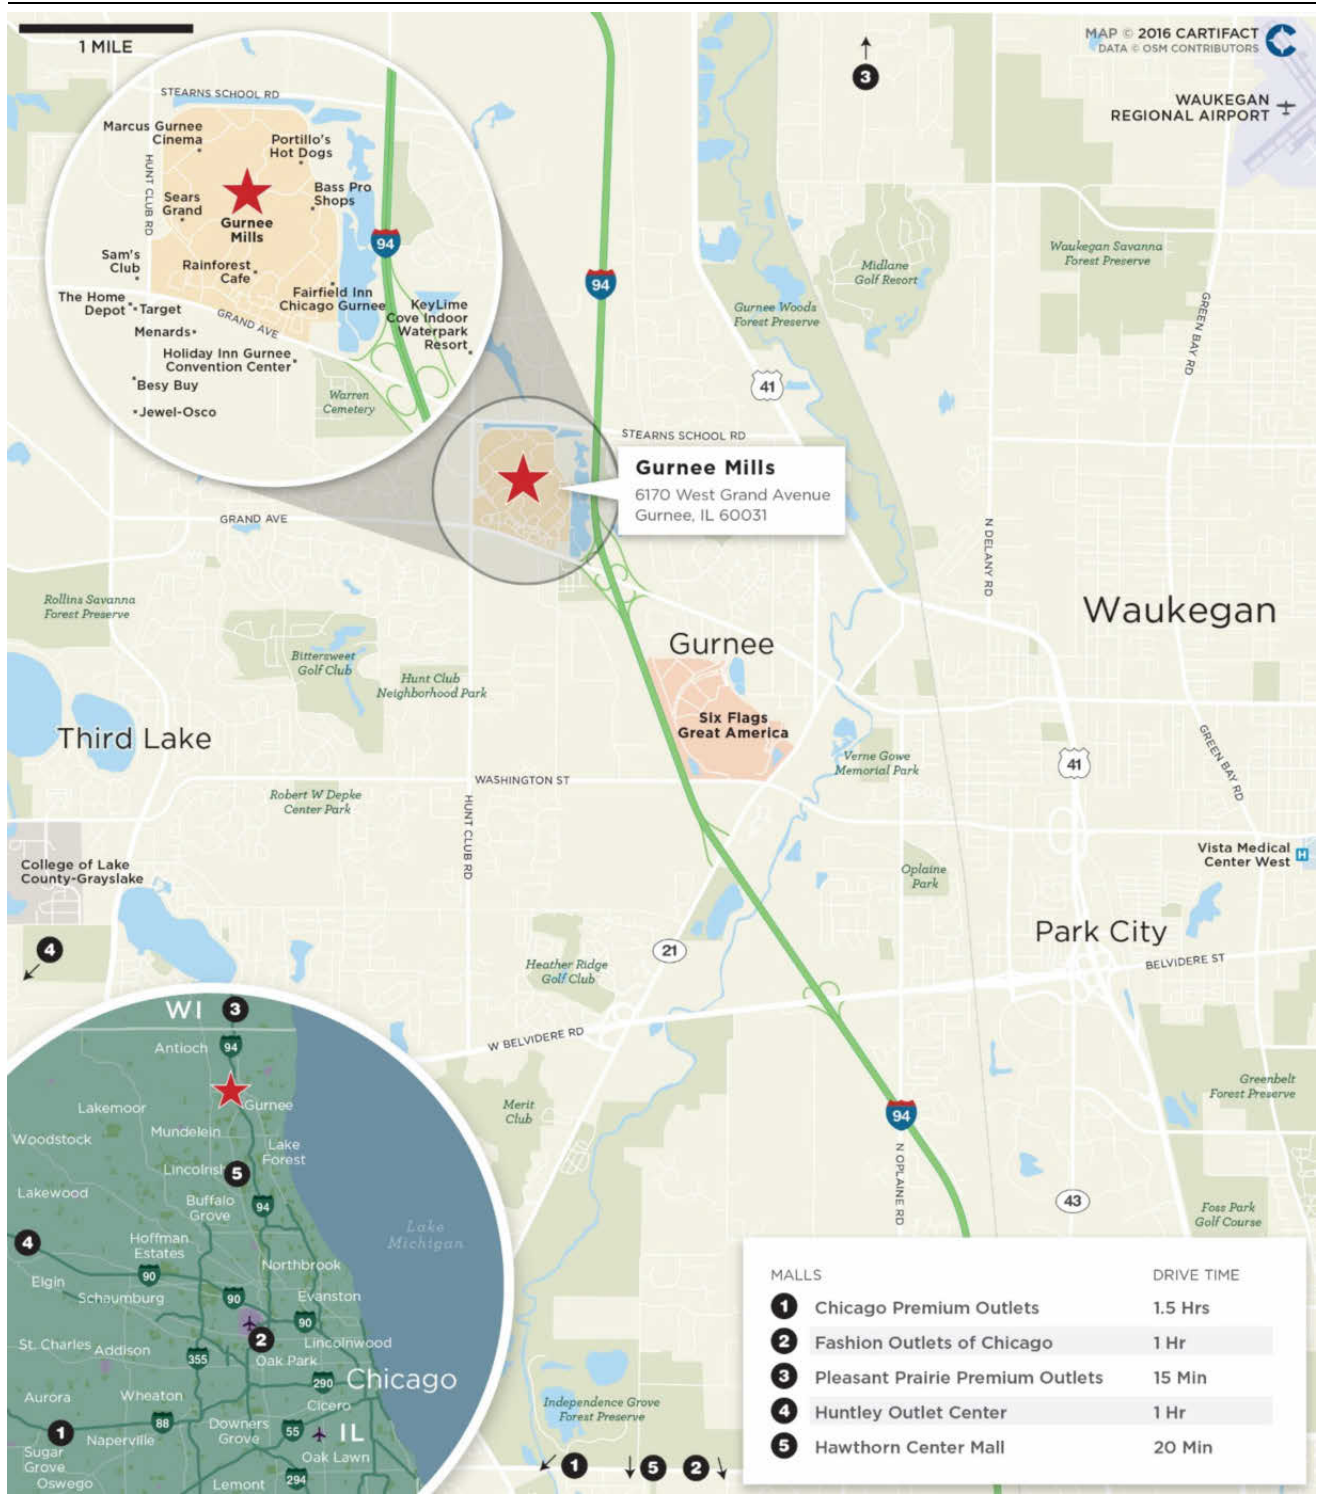 1 MILE
MAP © 2016 CARTIFACT
DATA © OSM CONTRIBUTORS
3
WAUKEGAN
REGIONAL AIRPORT
STEARNS SCHOOL RD
Marcus Gurnee
Cinema
Portillo's
Hot Dogs
HUNT CLUB RD
Sears
Grand
Bass Pro
Shops
Gurnee
Mills
94
Sam's
Club
Rainforest
Cafe
The Home
Depot
Target
Fairfield Inn
Chicago Gurnee
KeyLime
Cove Indoor
Waterpark
Resort
GRAND AVE
Menards
Holiday Inn Gurnee
Convention Center
Besy Buy
Jewel-Osco
Warren
Cemetery
94
Midlane
Golf Resort
Waukegan Savanna
Forest Preserve
Gurnee Woods
Forest Preserve
GREEN BAY RD
41
STEARNS SCHOOL RD
Gurnee Mills
6170 West Grand Avenue
Gurnee, IL 60031
GRAND AVE
N DELANY RD
Rollins Savanna
Forest Preserve
Waukegan
Gurnee
Bittersweet
Golf Club
Hunt Club
Neighborhood Park
Six Flags
Great America
Third Lake
Verne Gowe
Memorial Park
41
GREEN BAY RD
WASHINGTON ST
Robert W Depke
Center Park
HUNT CLUB RD
College of Lake
County-Grayslake
Vista Medical
Center West
H
Oplaine
Park
4
21
Park City
BELVIDERE ST
Heather Ridge
Golf Club
W BELVIDERE RD
Merit
Club
Greenbelt
Forest Preserve
94
N OPLAINE RD
43
Foss Park
Golf Course
WI
3
Antioch
94
Gurnee
Lakemoor
Mundelein
Woodstock
Lake
Forest
Lincolnsh
5
Lakewood
Buffalo
Grove
94
Lake
Michigan
4
Hoffman
Estates
Northbrook
90
Elgin
Schaumburg
90
Evanston
90
2
Lincolnwood
St. Charles
Addison
355
Oak Park
290
Chicago
Aurora
Wheaton
Cicero
1
88
Naperville
Downers
Grove
55
IL
Sugar
Grove
Oak Lawn
Oswego
Lemont
294
Independence Grove
Forest Preserve
1
5
2
MALLS
DRIVE TIME
1 Chicago Premium Outlets 1.5 Hrs
2 Fashion Outlets of Chicago 1 Hr
3 Pleasant Prairie Premium Outlets 15 Min
4 Huntley Outlet Center 1 Hr
5 Hawthorn Center Mall 20 Min